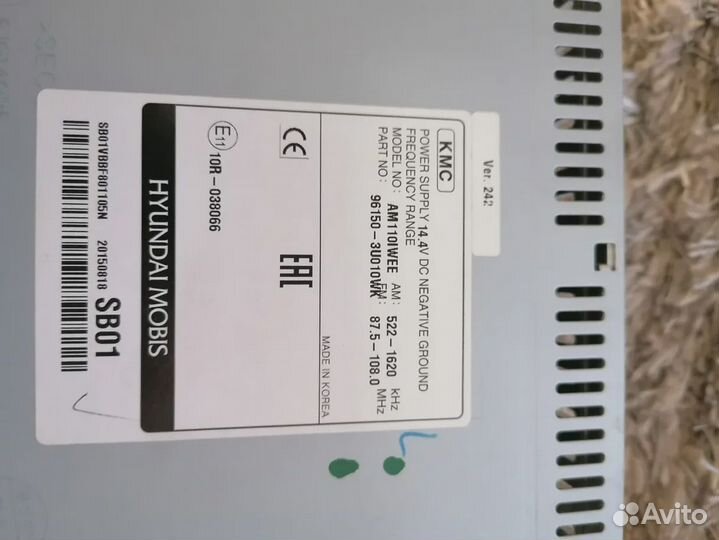 Ver. 242
KMC
POWER SUPPLY 14.4V DC NEGATIVE GROUND
FREQUENCY RANGE AM: 522-1620 kHz
FM: 87.5-108.0 MHz
MODEL NO: AM110IWEE
PART NO: 96150-3U010WK
MADE IN KOREA
CE
EAC
E11 10R-038066
HYUNDAI MOBIS
SB01VBBF801105N 20150818 SB01
Avito